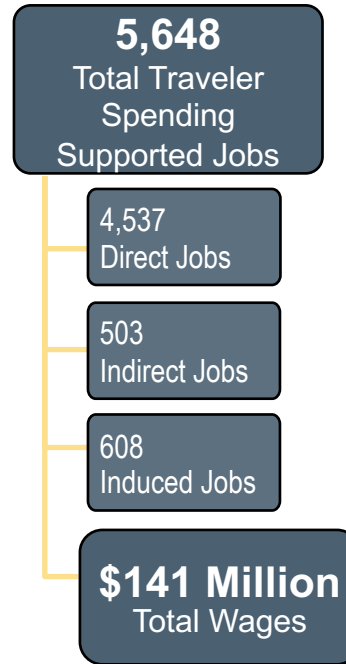 5,648
Total Traveler
Spending
Supported Jobs
4,537
Direct Jobs
503
Indirect Jobs
608
Induced Jobs
$141 Million
Total Wages